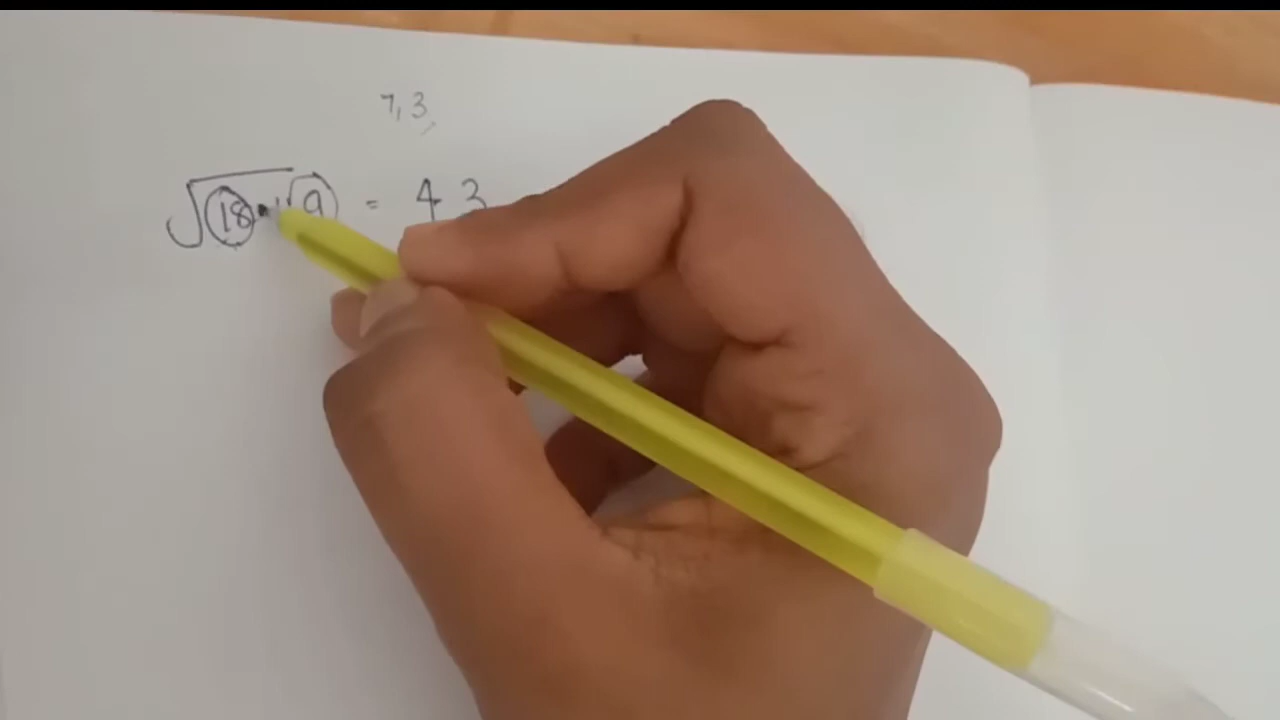 7, 3,
√18 · √9 = 4 3